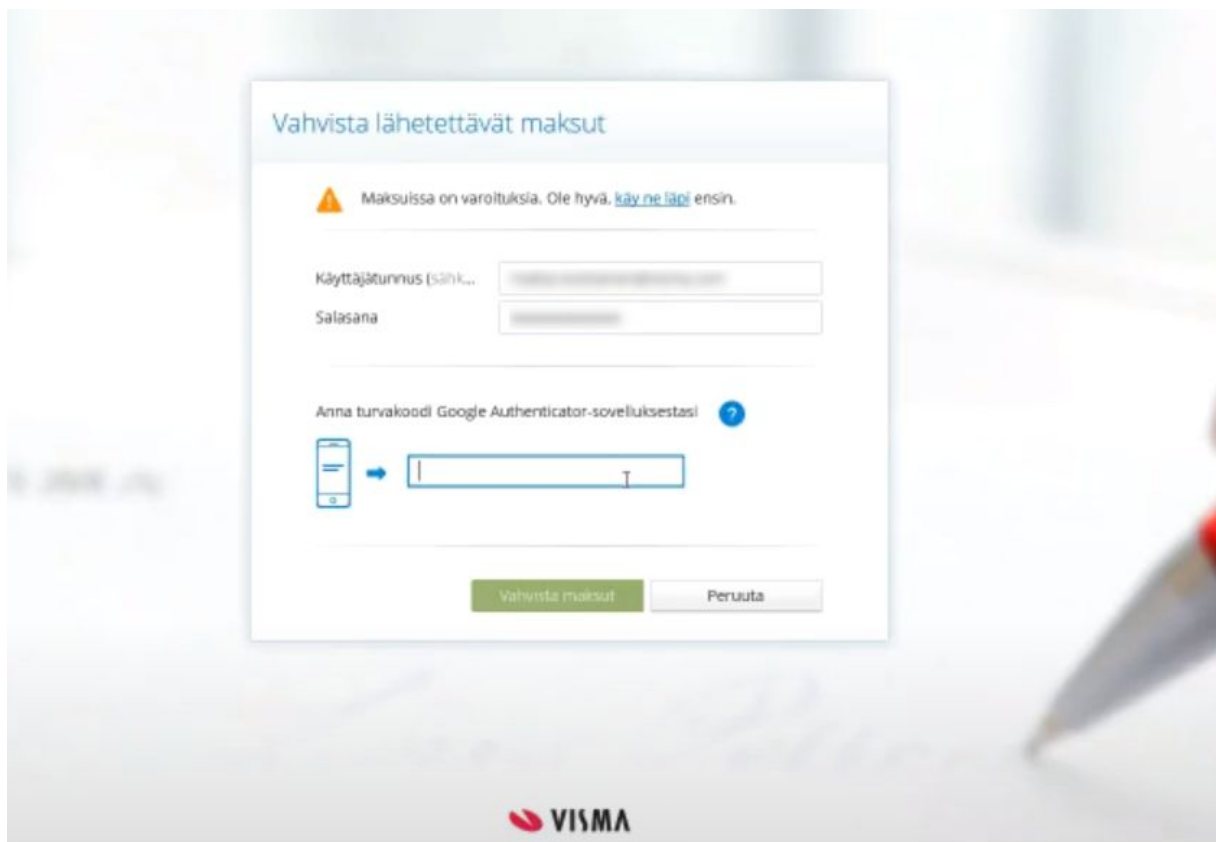 Vahvista lähetettävät maksut
Maksuissa on varoituksia. Ole hyvä, käy ne läpi ensin.
Käyttäjätunnus (sähk...
Salasana
Anna turvakoodi Google Authenticator-sovelluksestasi
?
Vahvista maksut
Peruuta
VISMA